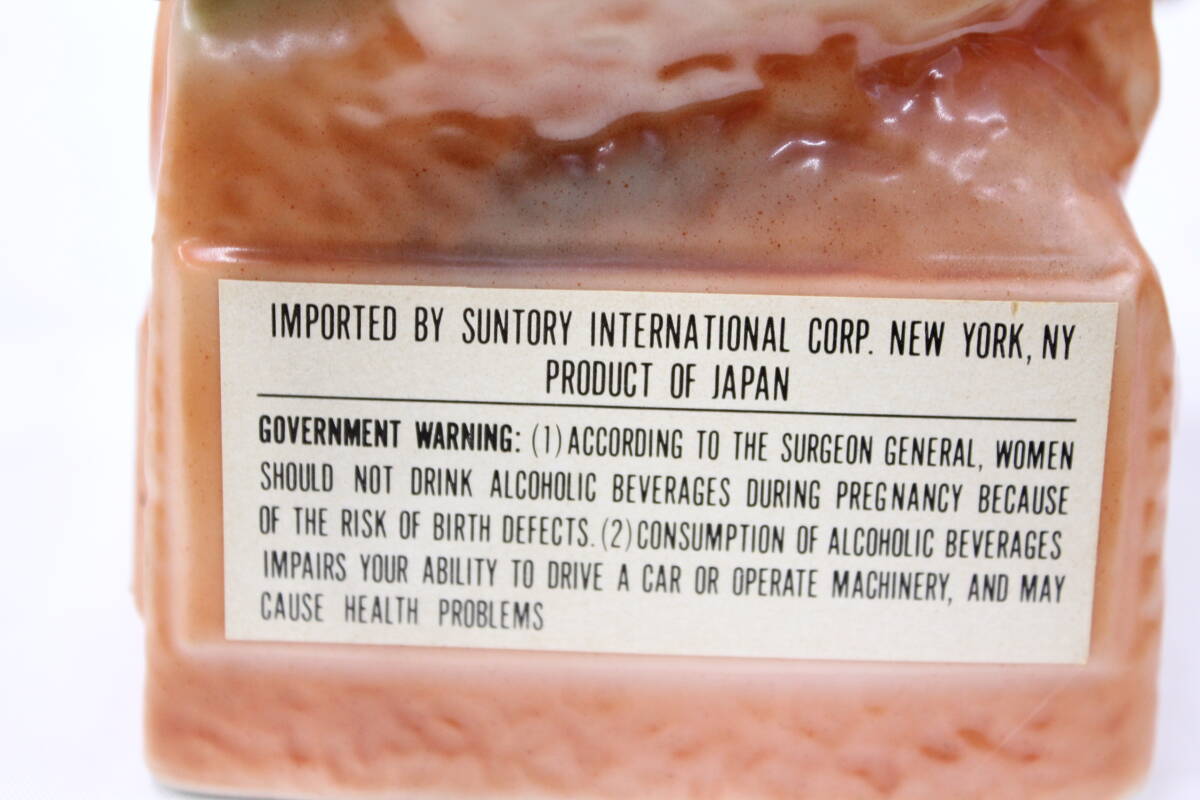 IMPORTED BY SUNTORY INTERNATIONAL CORP. NEW YORK, NY
PRODUCT OF JAPAN
GOVERNMENT WARNING: (1) ACCORDING TO THE SURGEON GENERAL, WOMEN
SHOULD NOT DRINK ALCOHOLIC BEVERAGES DURING PREGNANCY BECAUSE
OF THE RISK OF BIRTH DEFECTS. (2) CONSUMPTION OF ALCOHOLIC BEVERAGES
IMPAIRS YOUR ABILITY TO DRIVE A CAR OR OPERATE MACHINERY, AND MAY
CAUSE HEALTH PROBLEMS